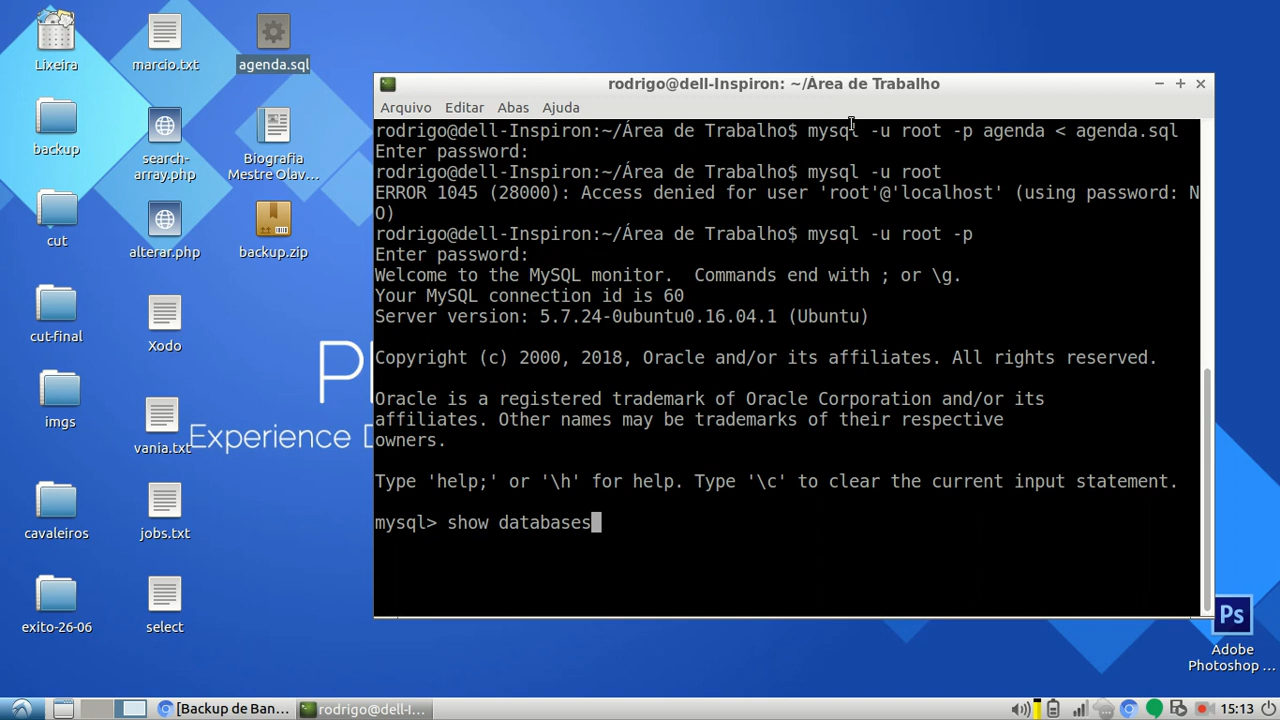 Lixeira
marcio.txt
agenda.sql
backup
search-
array.php
Biografia
Mestre Olav...
cut
alterar.php
backup.zip
cut-final
Xodo
imgs
vania.txt
cavaleiros
jobs.txt
exito-26-06
select
Experience D
rodrigo@dell-Inspiron: ~/Área de Trabalho
Arquivo Editar Abas Ajuda
rodrigo@dell-Inspiron:~/Área de Trabalho$ mysql -u root -p agenda < agenda.sql
Enter password:
rodrigo@dell-Inspiron:~/Área de Trabalho$ mysql -u root
ERROR 1045 (28000): Access denied for user 'root'@'localhost' (using password: N
O)
rodrigo@dell-Inspiron:~/Área de Trabalho$ mysql -u root -p
Enter password:
Welcome to the MySQL monitor.  Commands end with ; or \g.
Your MySQL connection id is 60
Server version: 5.7.24-0ubuntu0.16.04.1 (Ubuntu)
Copyright (c) 2000, 2018, Oracle and/or its affiliates. All rights reserved.
Oracle is a registered trademark of Oracle Corporation and/or its
affiliates. Other names may be trademarks of their respective
owners.
Type 'help;' or '\h' for help. Type '\c' to clear the current input statement.
mysql> show databases
Ps
Adobe
Photoshop ...
[Backup de Ban...
rodrigo@dell-I...
15:13